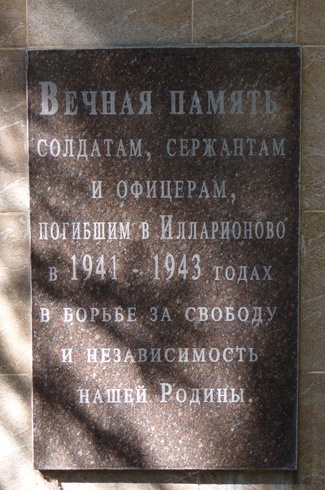 Вечная память
солдатам, сержантам
и офицерам,
погибшим в Илларионово
в 1941 - 1943 годах
в борьбе за свободу
и независимость
нашей Родины.